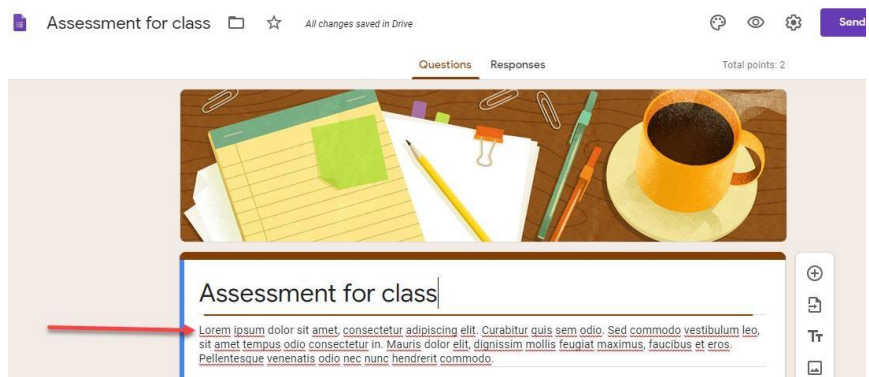 Assessment for class
All changes saved in Drive
Send
Questions
Responses
Total points: 2
Assessment for class
Lorem ipsum dolor sit amet, consectetur adipiscing elit. Curabitur quis sem odio. Sed commodo vestibulum leo,
sit amet tempus odio consectetur in. Mauris dolor elit, dignissim mollis feugiat maximus, faucibus et eros.
Pellentesque venenatis odio nec nunc hendrerit commodo.
Tт